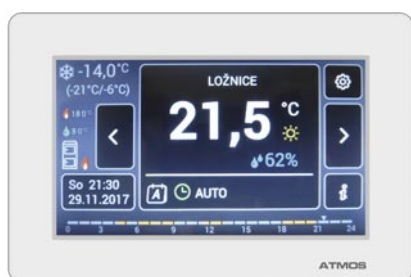 -14,0°C
(-21°C/-6°C)
LOŽNICE
21,5 °C
62%
So 21:30
29.11.2017
A
AUTO
i
0 3 6 9 12 15 18 21 24
ATMOS